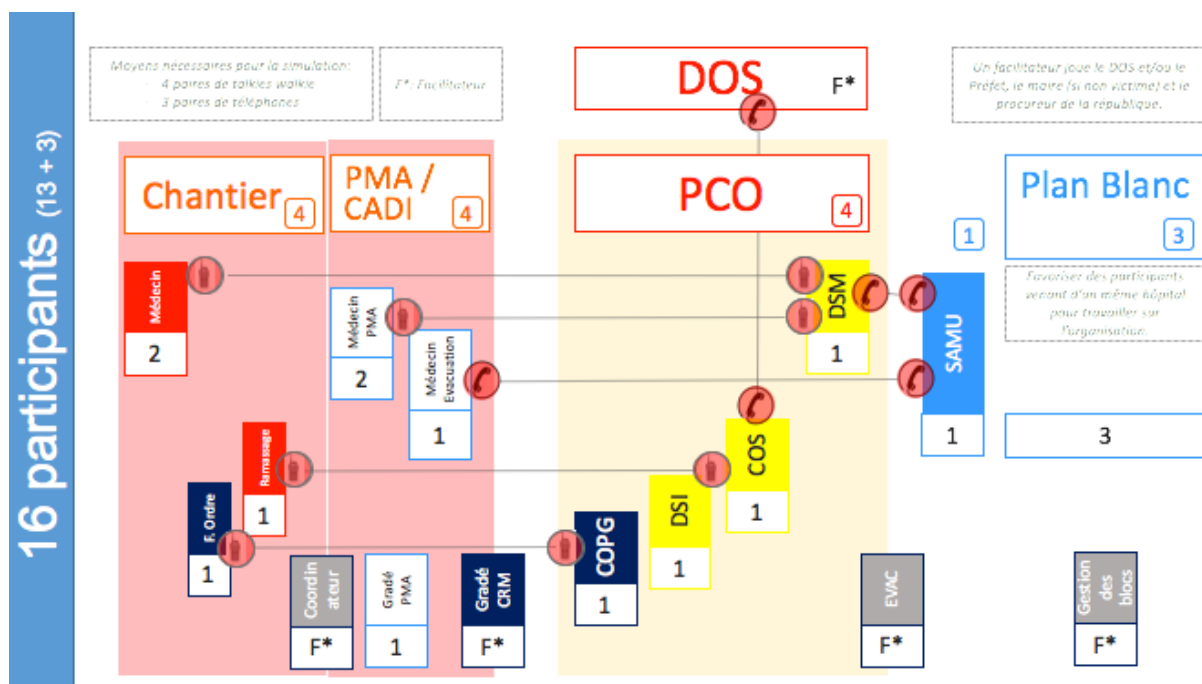 16 participants (13 + 3)
Moyens nécessaires pour la simulation:
4 paires de talkies walkie
3 paires de téléphones
F*: Facilitateur
DOS
F*
Un facilitateur joue le DOS et/ou le
Préfet, le maire (si non victime) et le
procureur de la république.
Chantier
4
PMA /
CADI
4
PCO
4
1
Plan Blanc
3
Favoriser des participants
venant d'un même hôpital
pour travailler sur
l'organisation.
Médecin
2
Médecin
PMA
2
Médecin
Evacuation
1
DSM
1
SAMU
1
3
Ramassage
1
F. Ordre
1
COS
1
DSI
1
COPG
1
Coordin
ateur
F*
Gradé
PMA
1
Gradé
CRM
F*
EVAC
F*
Gestion
des
blocs
F*